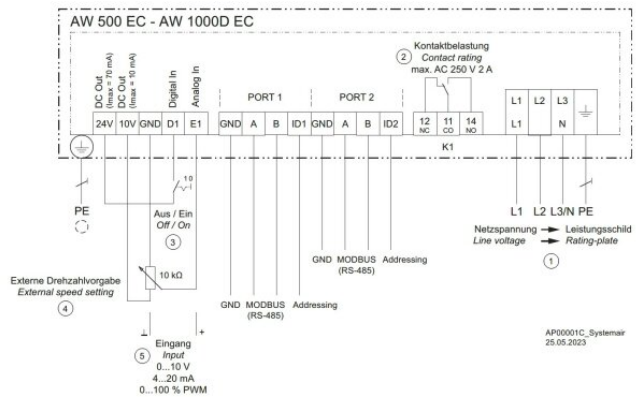 AW 500 EC - AW 1000D EC
DC Out
(Imax = 70 mA)
DC Out
(Imax = 10 mA)
Digital In
Analog In
PORT 1
PORT 2
2
Kontaktbelastung
Contact rating
max. AC 250 V 2 A
24V 10V GND D1 E1
GND A B ID1 GND A B ID2
12 11 14
NC CO NO
K1
L1 L2 L3
L1 N
PE
1 0
Aus / Ein
Off / On
3
L1 L2 L3/N PE
Netzspannung Leistungsschild
Line voltage Rating-plate
1
GND MODBUS Addressing
(RS-485)
10 kΩ
Externe Drehzahlvorgabe
External speed setting
4
GND MODBUS Addressing
(RS-485)
⊥ +
5
Eingang
Input
0...10 V
4...20 mA
0...100 % PWM
AP00001C_Systemair
25.05.2023